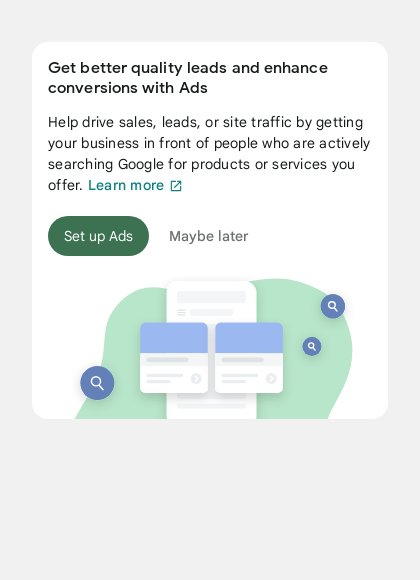 Get better quality leads and enhance
conversions with Ads
Help drive sales, leads, or site traffic by getting
your business in front of people who are actively
searching Google for products or services you
offer. Learn more
Set up Ads Maybe later